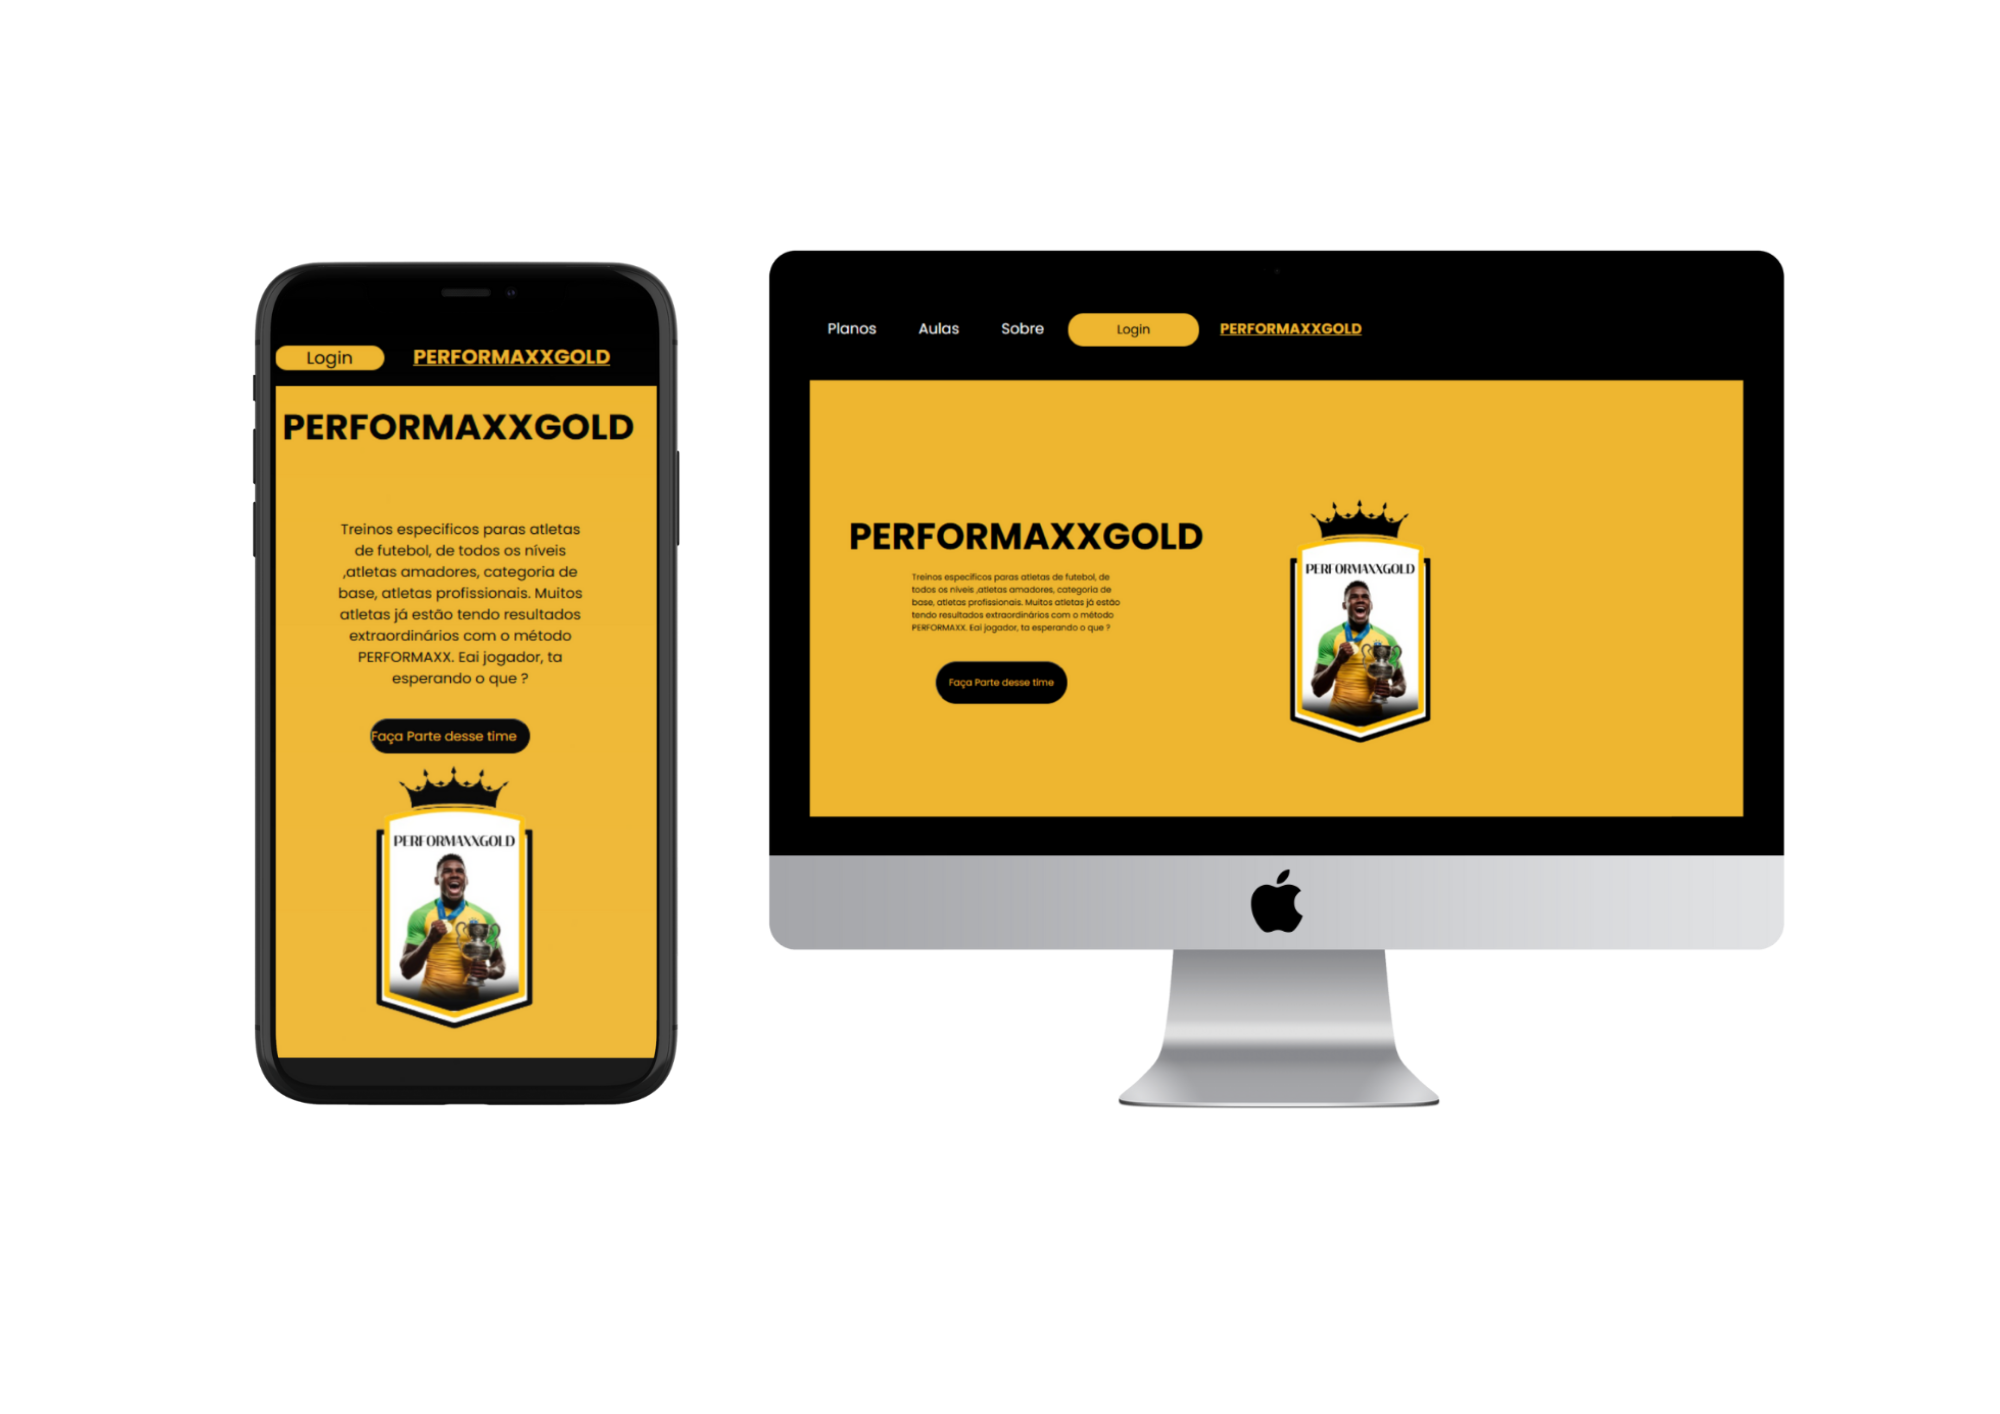 Login
PERFORMAXXGOLD
PERFORMAXXGOLD
Treinos especificos paras atletas
de futebol, de todos os níveis
,atletas amadores, categoria de
base, atletas profissionais. Muitos
atletas já estão tendo resultados
extraordinários com o método
PERFORMAXX. Eai jogador, ta
esperando o que ?
Faça Parte desse time
PERFORMAXXGOLD
Planos Aulas Sobre Login PERFORMAXXGOLD
PERFORMAXXGOLD
Treinos especificos paras atletas de futebol, de
todos os níveis ,atletas amadores, categoria de
base, atletas profissionais. Muitos atletas já estão
tendo resultados extraordinários com o método
PERFORMAXX. Eai jogador, ta esperando o que ?
Faça Parte desse time
PERFORMAXXGOLD